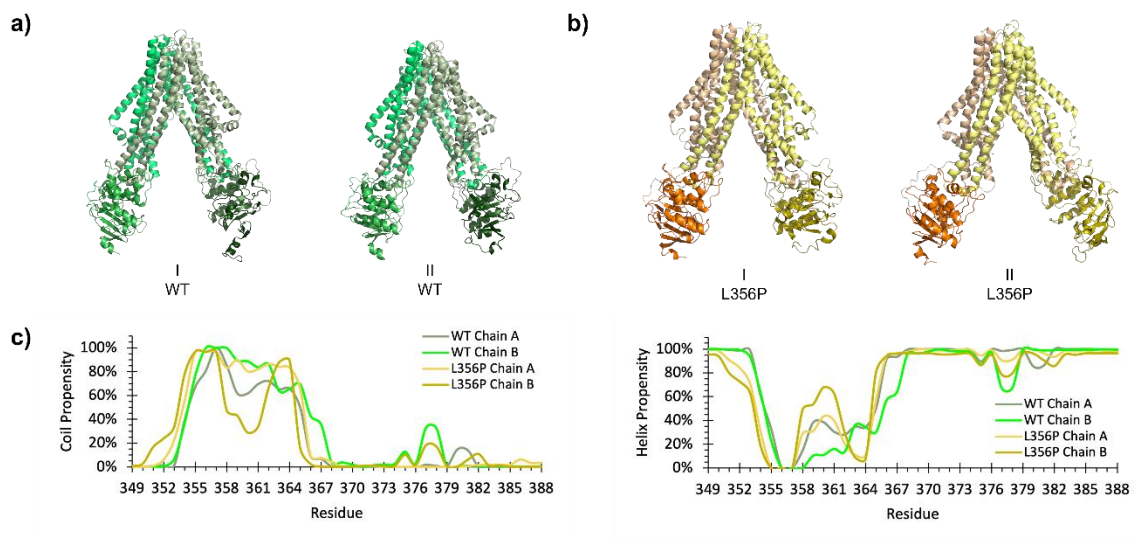 a)
b)
I
WT
II
WT
I
L356P
II
L356P
c)
Coil Propensity
100%
80%
60%
40%
20%
0%
349 352 355 358 361 364 367 370 373 376 379 382 385 388
Residue
WT Chain A
WT Chain B
L356P Chain A
L356P Chain B
Helix Propensity
100%
80%
60%
40%
20%
0%
349 352 355 358 361 364 367 370 373 376 379 382 385 388
Residue
WT Chain A
WT Chain B
L356P Chain A
L356P Chain B